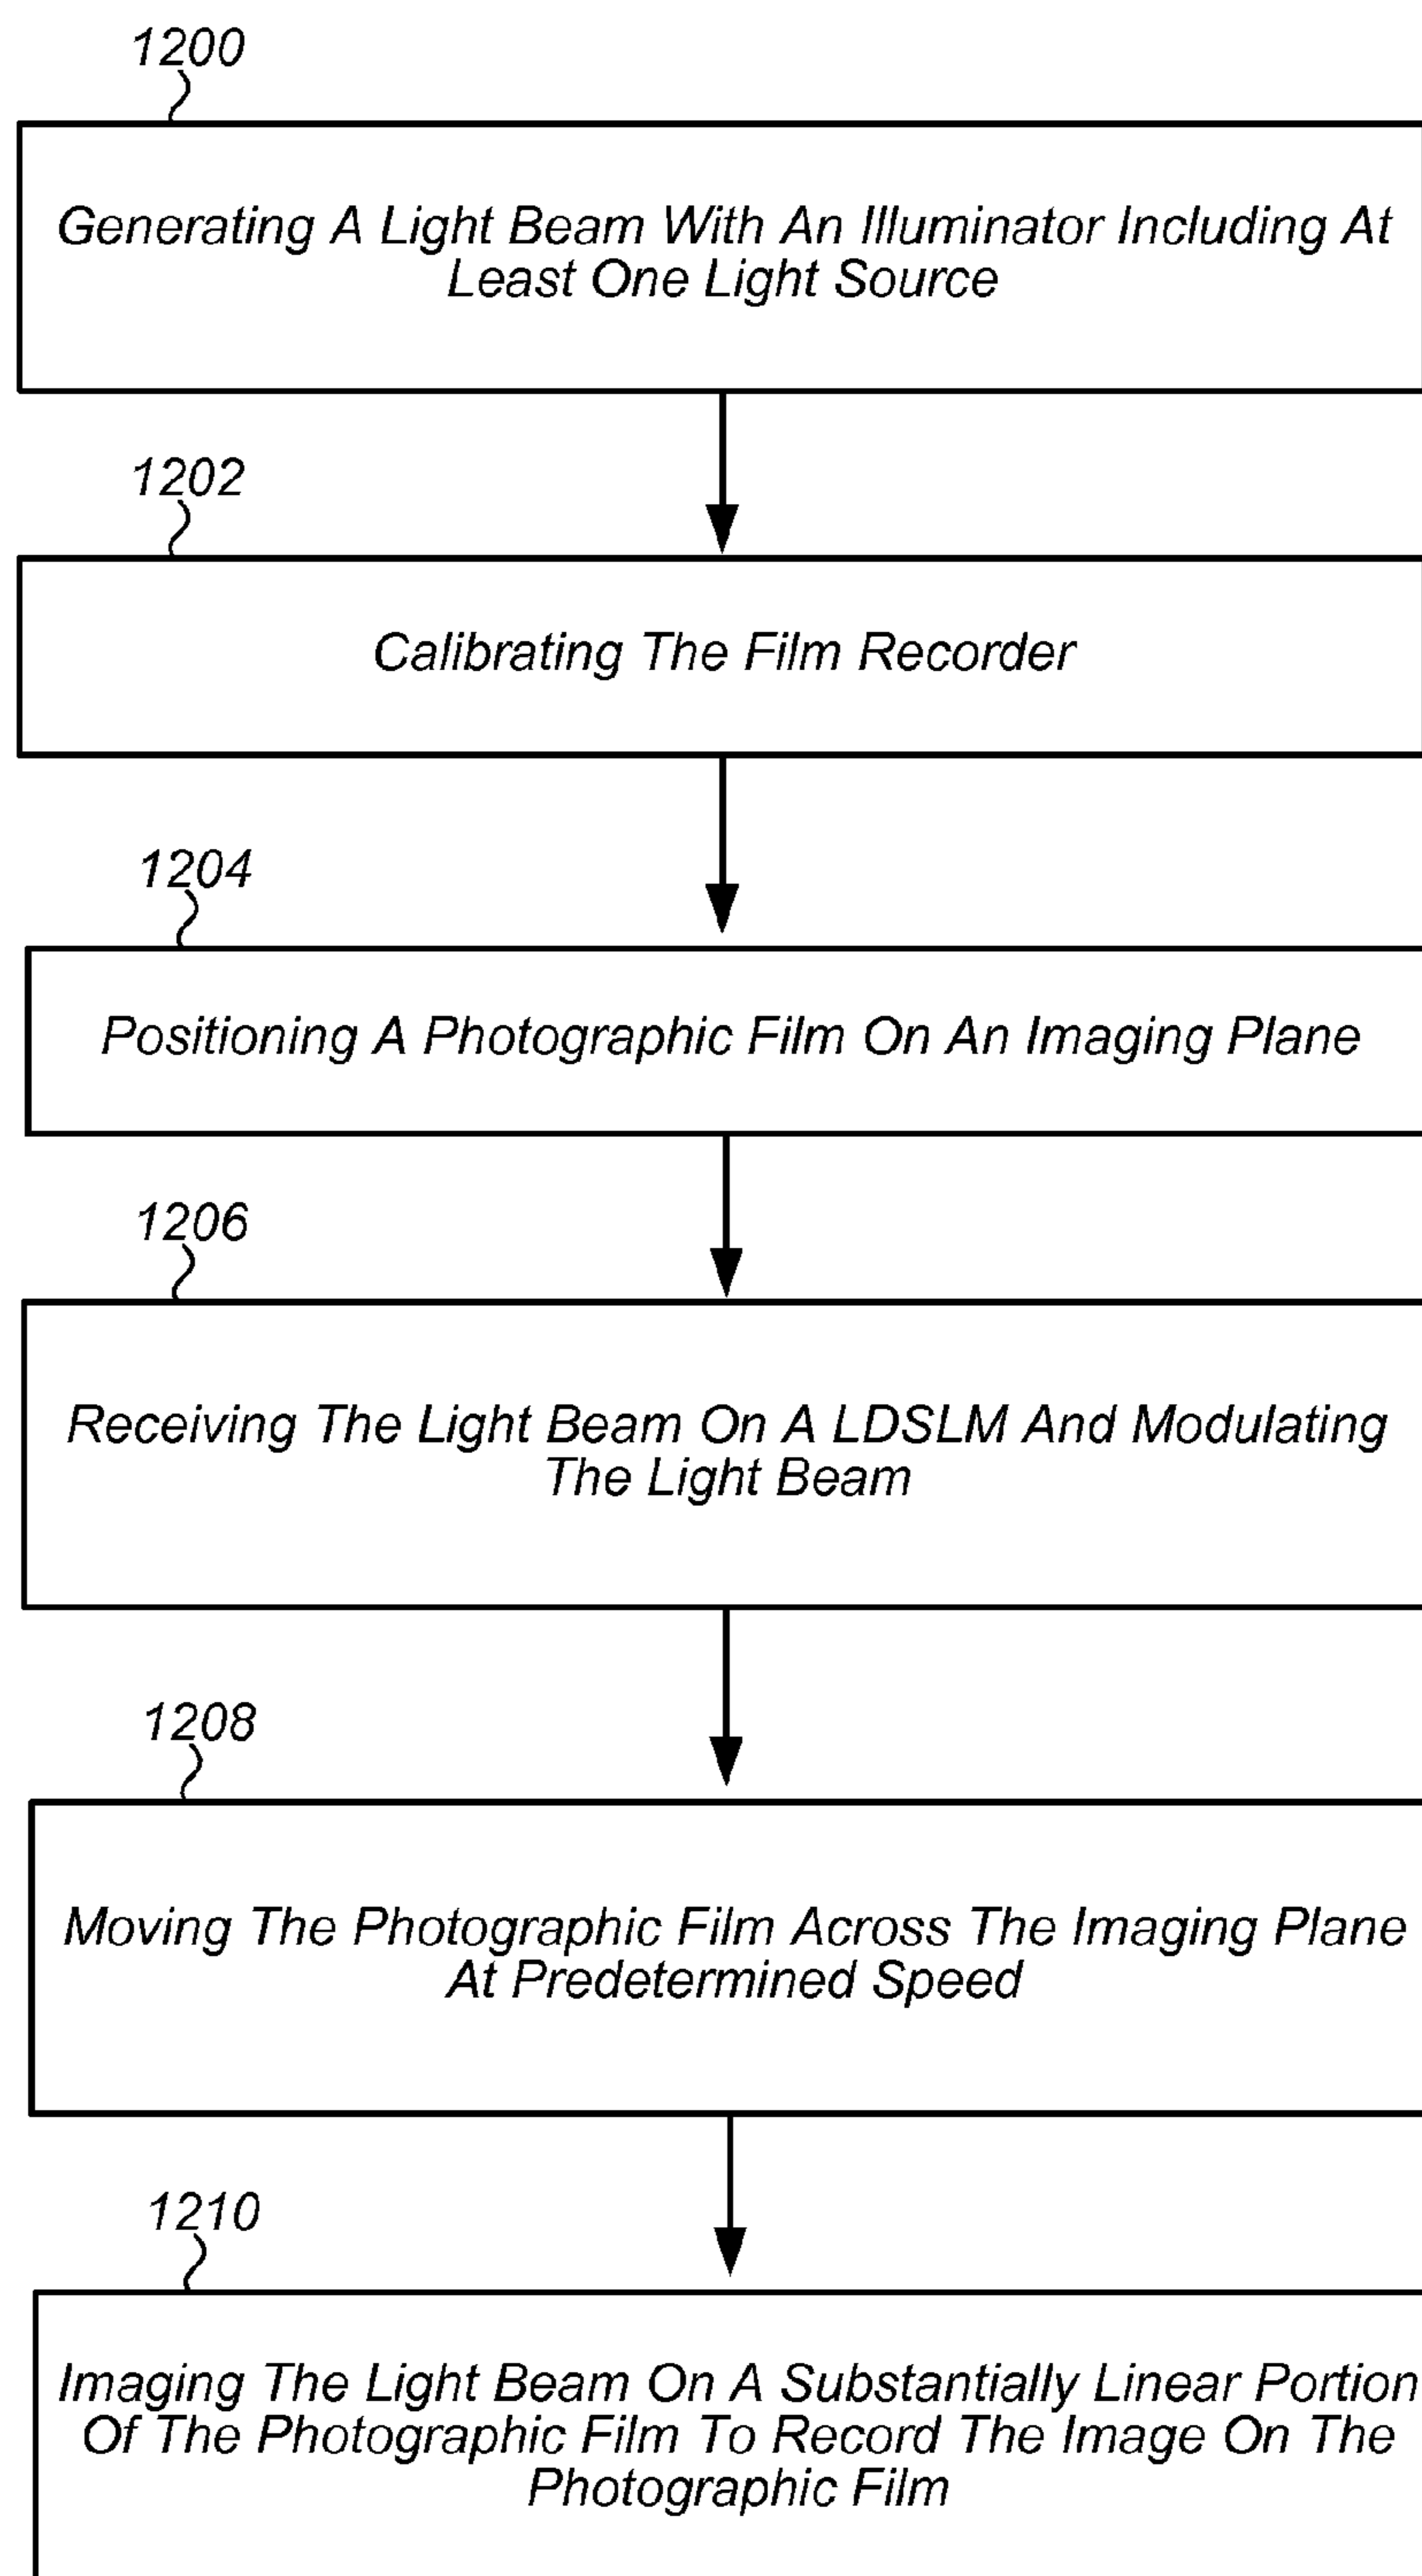 1200
Generating A Light Beam With An Illuminator Including At
Least One Light Source
1202
Calibrating The Film Recorder
1204
Positioning A Photographic Film On An Imaging Plane
1206
Receiving The Light Beam On A LDSLM And Modulating
The Light Beam
1208
Moving The Photographic Film Across The Imaging Plane
At Predetermined Speed
1210
Imaging The Light Beam On A Substantially Linear Portion
Of The Photographic Film To Record The Image On The
Photographic Film